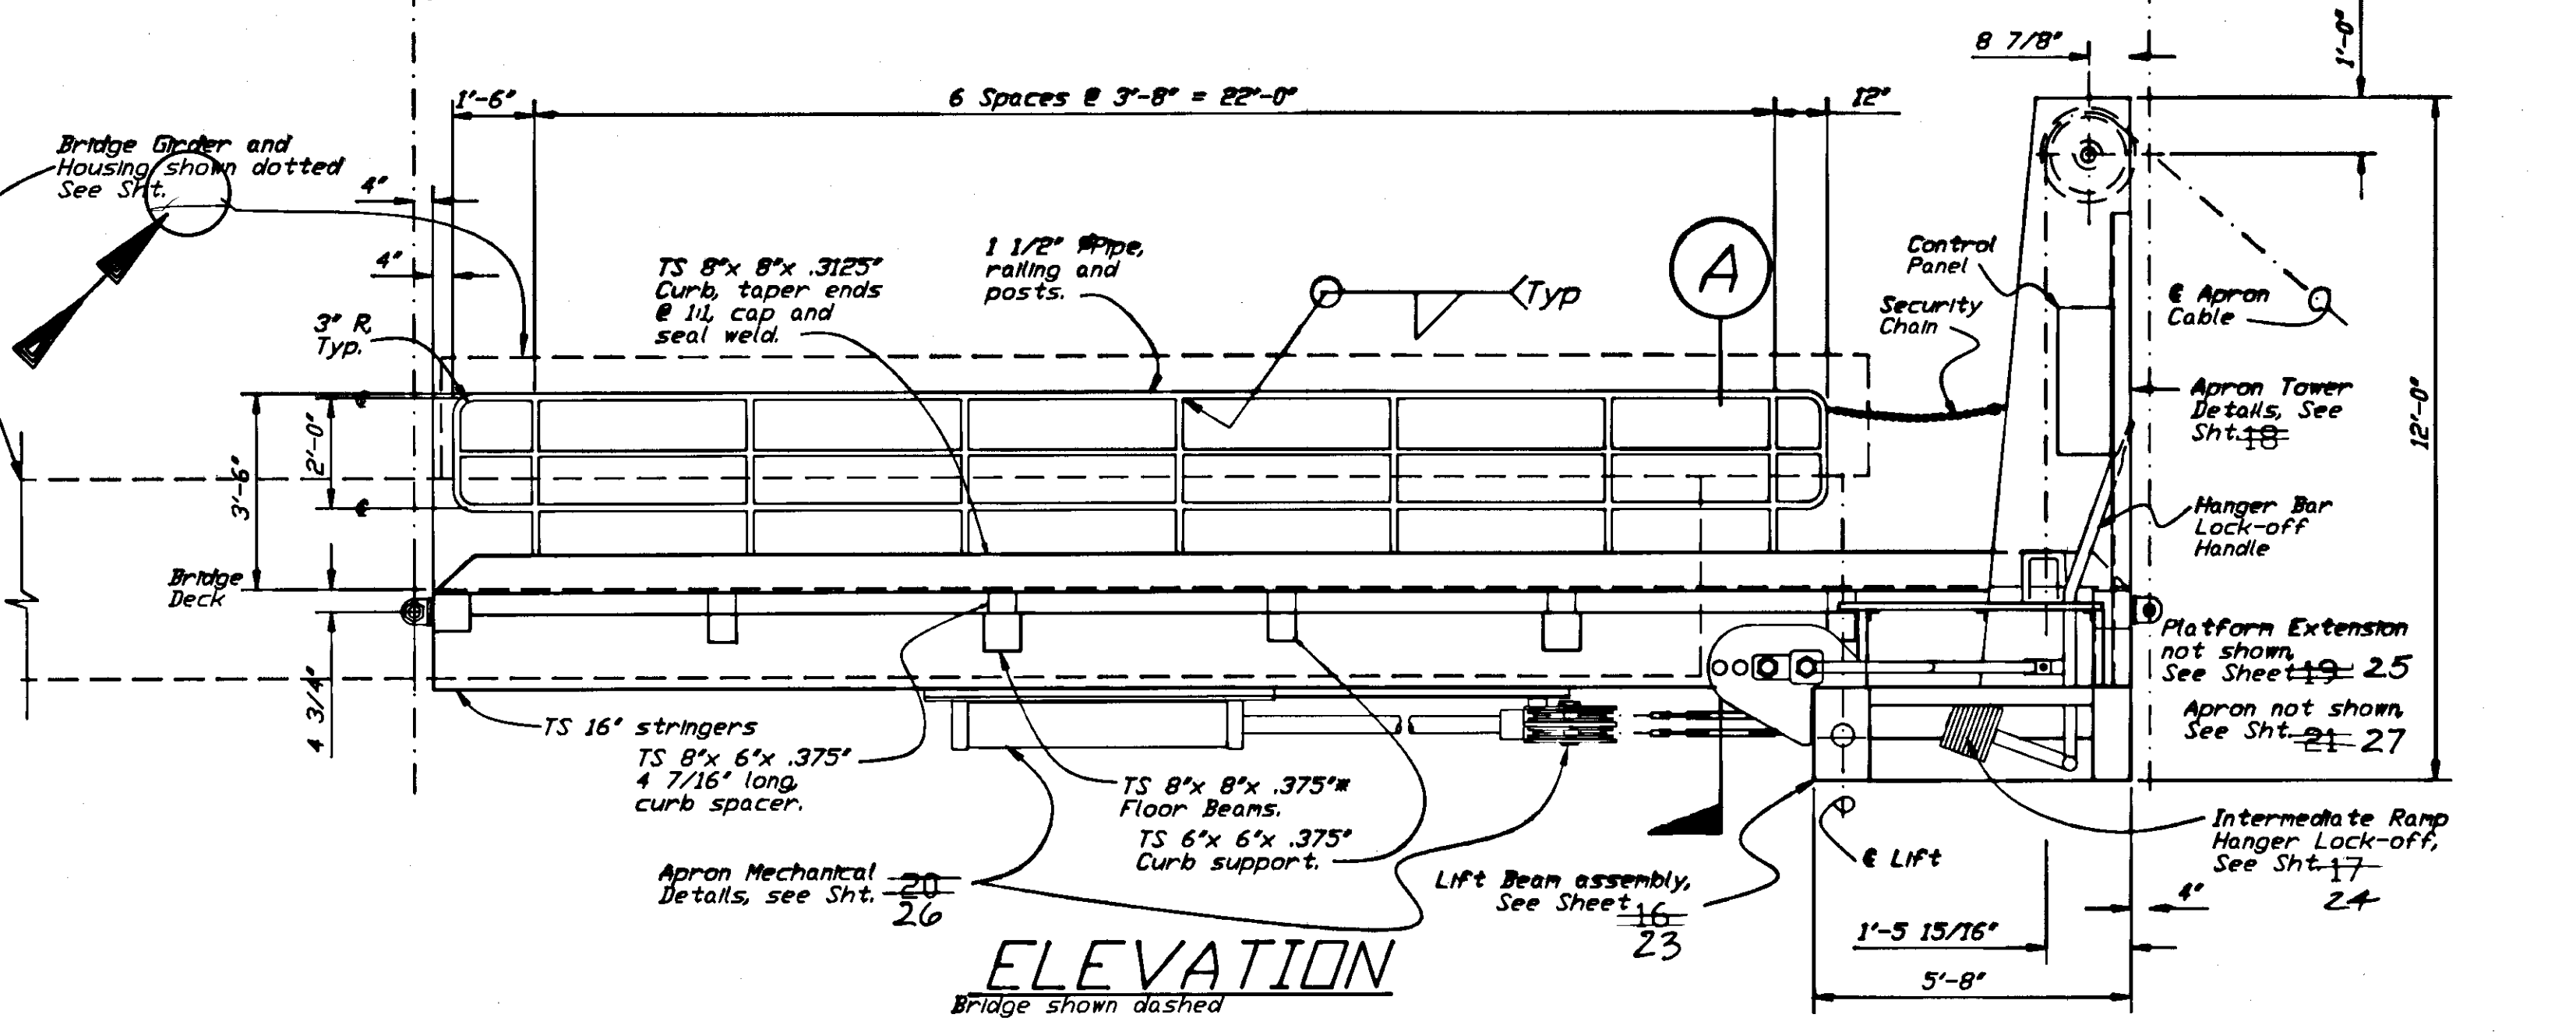 8 7/8"
1'-0"
1'-6"
6 Spaces @ 3'-8" = 22'-0"
12"
Bridge Girder and
Housing shown dotted
See Sht.
4"
4"
TS 8"x 8"x .3125"
Curb, taper ends
@ 1:1, cap and
seal weld.
1 1/2" Pipe,
railing and
posts.
A
Typ
Control
Panel
Security
Chain
℄ Apron
Cable
3" R,
Typ.
Apron Tower
Details, See
Sht. 18
12'-0"
3'-6"
2'-0"
℄
℄
Hanger Bar
Lock-off
Handle
Bridge
Deck
4 3/4"
Platform Extension
not shown,
See Sheet 19 25
Apron not shown,
See Sht. 21 27
TS 16" stringers
TS 8"x 6"x .375"
4 7/16" long,
curb spacer.
TS 8"x 8"x .375"*
Floor Beams.
TS 6"x 6"x .375"
Curb support.
Apron Mechanical
Details, see Sht. 20
26
Lift Beam assembly,
See Sheet 16
23
℄ Lift
Intermediate Ramp
Hanger Lock-off,
See Sht. 17
24
4"
1'-5 15/16"
5'-8"
ELEVATION
Bridge shown dashed